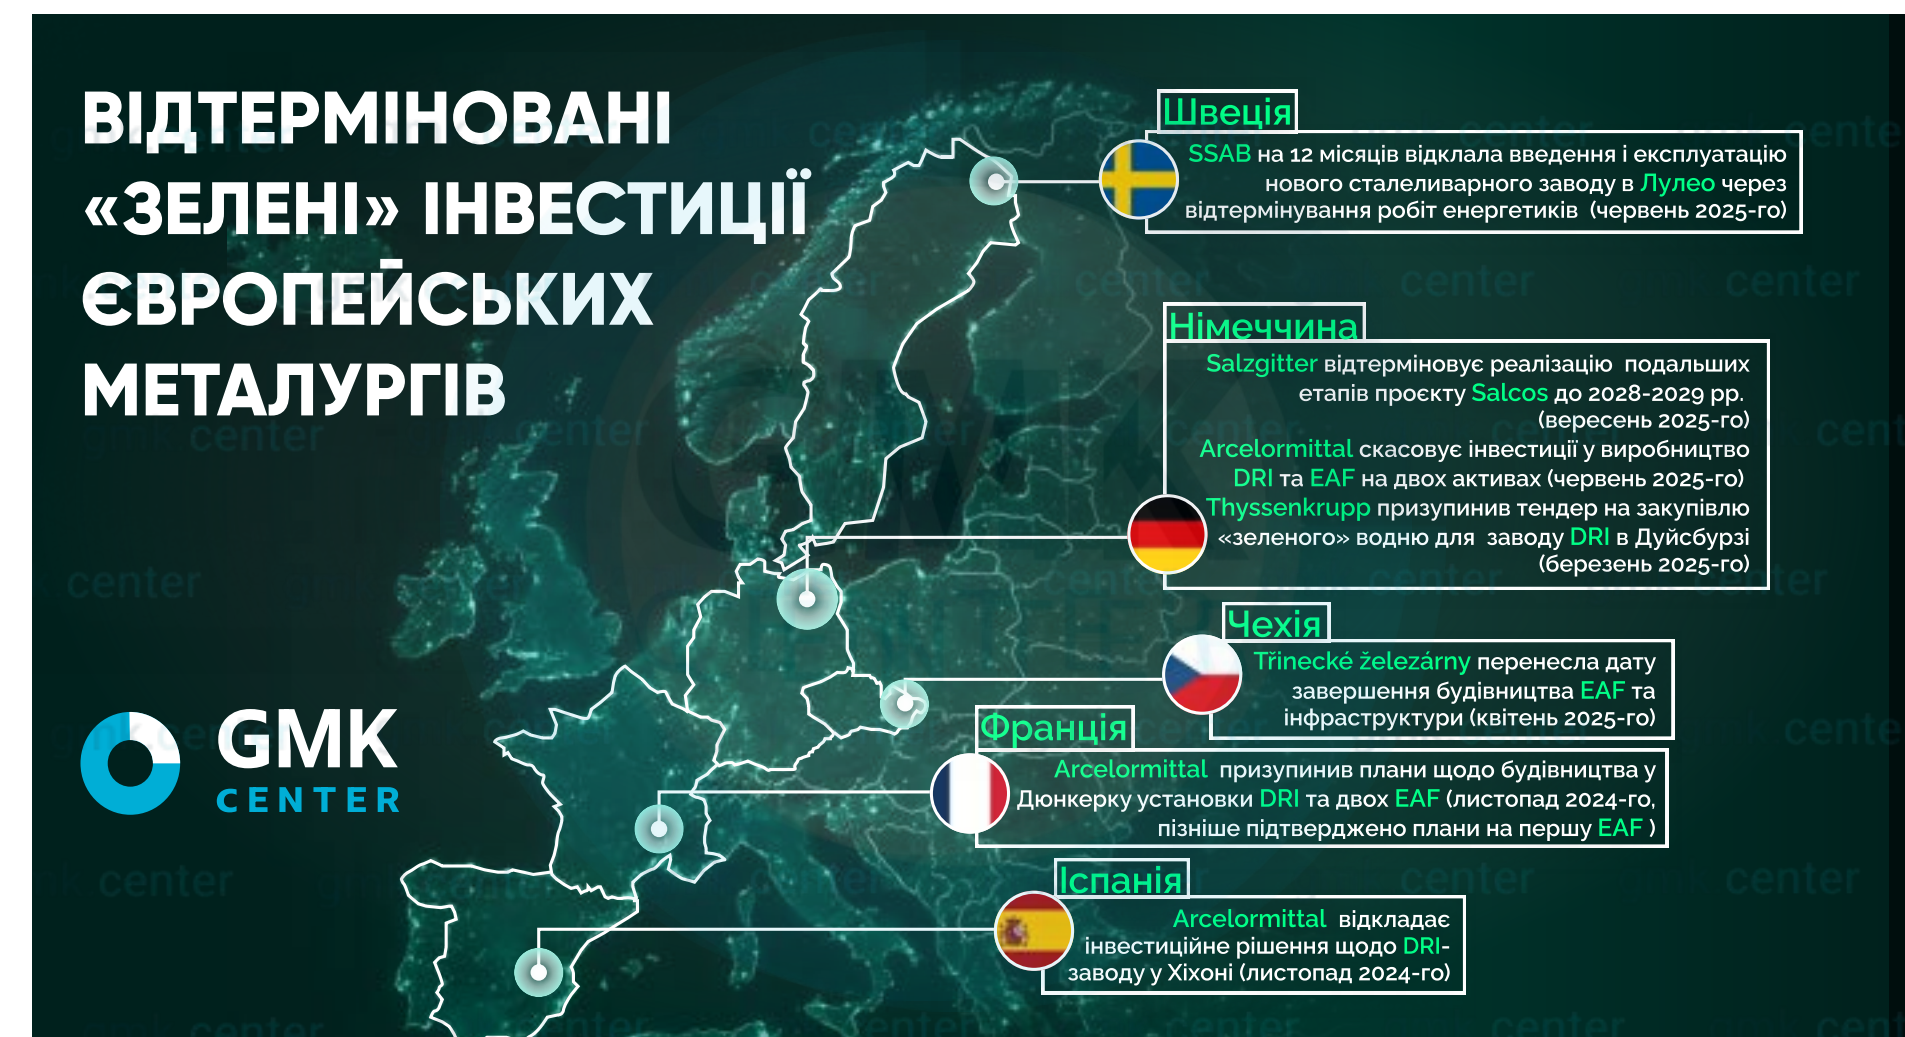 ВІДТЕРМІНОВАНІ
«ЗЕЛЕНІ» ІНВЕСТИЦІЇ
ЄВРОПЕЙСЬКИХ
МЕТАЛУРГІВ
GMK
CENTER
Швеція
SSAB на 12 місяців відклала введення і експлуатацію
нового сталеливарного заводу в Лулео через
відтермінування робіт енергетиків (червень 2025-го)
Німеччина
Salzgitter відтерміновує реалізацію подальших
етапів проєкту Salcos до 2028-2029 рр.
(вересень 2025-го)
Arcelormittal скасовує інвестиції у виробництво
DRI та EAF на двох активах (червень 2025-го)
Thyssenkrupp призупинив тендер на закупівлю
«зеленого» водню для заводу DRI в Дуйсбурзі
(березень 2025-го)
Чехія
Třinecké železárny перенесла дату
завершення будівництва EAF та
інфраструктури (квітень 2025-го)
Франція
Arcelormittal призупинив плани щодо будівництва у
Дюнкерку установки DRI та двох EAF (листопад 2024-го,
пізніше підтверджено плани на першу EAF )
Іспанія
Arcelormittal відкладає
інвестиційне рішення щодо DRI-
заводу у Хіхоні (листопад 2024-го)